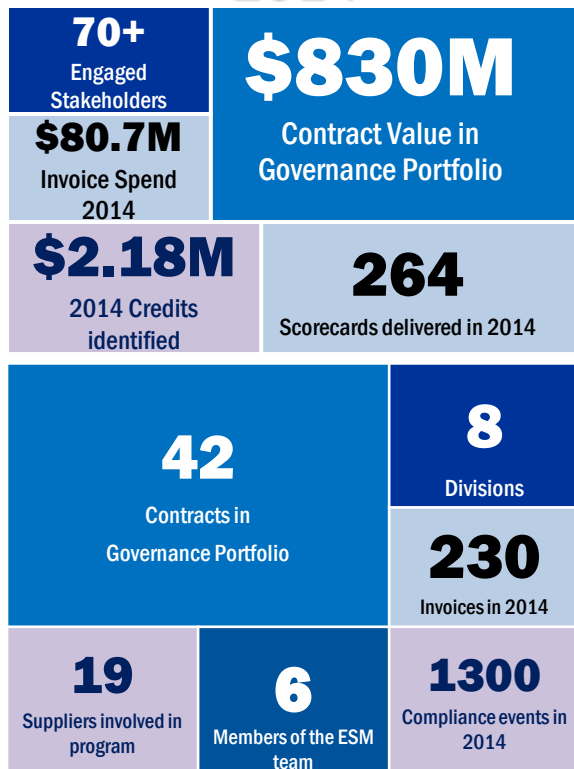 70+
Engaged
Stakeholders
$830M
Contract Value in
Governance Portfolio
$80.7M
Invoice Spend
2014
$2.18M
2014 Credits
identified
264
Scorecards delivered in 2014
42
Contracts in
Governance Portfolio
8
Divisions
230
Invoices in 2014
19
Suppliers involved in
program
6
Members of the ESM
team
1300
Compliance events in
2014